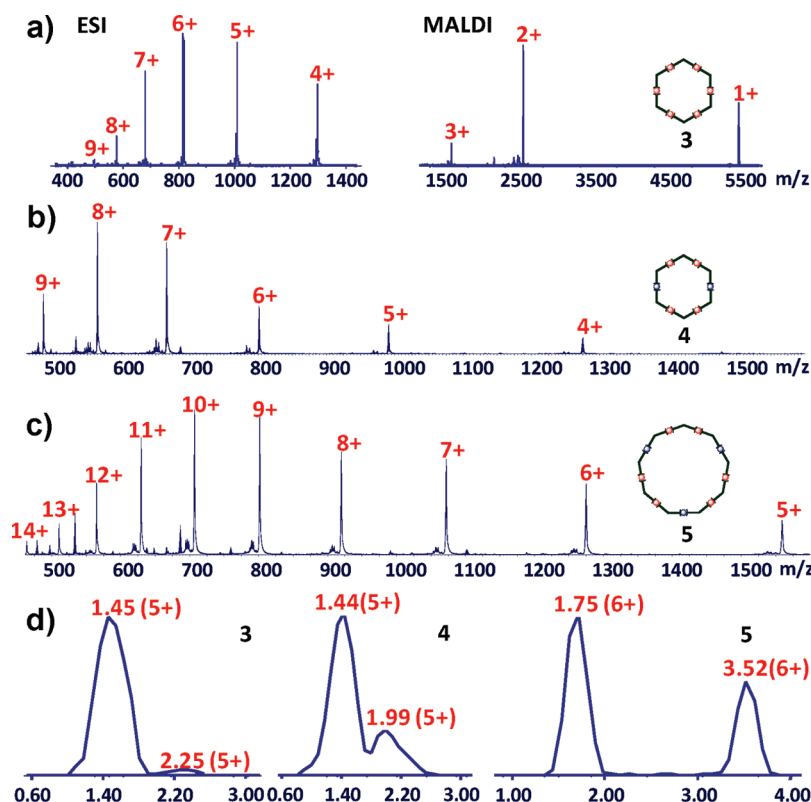 a) ESI MALDI
9+ 8+ 7+ 6+ 5+ 4+ 3+ 2+ 1+
3
400 600 800 1000 1200 1400 1500 2500 3500 4500 5500 m/z
b)
9+ 8+ 7+ 6+ 5+ 4+
4
500 600 700 800 900 1000 1100 1200 1300 1400 1500 m/z
c)
14+ 13+ 12+ 11+ 10+ 9+ 8+ 7+ 6+ 5+
5
500 600 700 800 900 1000 1100 1200 1300 1400 1500 m/z
d)
1.45 (5+) 3 1.44(5+) 4 1.75 (6+) 5
2.25 (5+) 1.99 (5+) 3.52(6+)
0.60 1.40 2.20 3.00 0.60 1.40 2.20 3.00 1.00 2.00 3.00 4.00